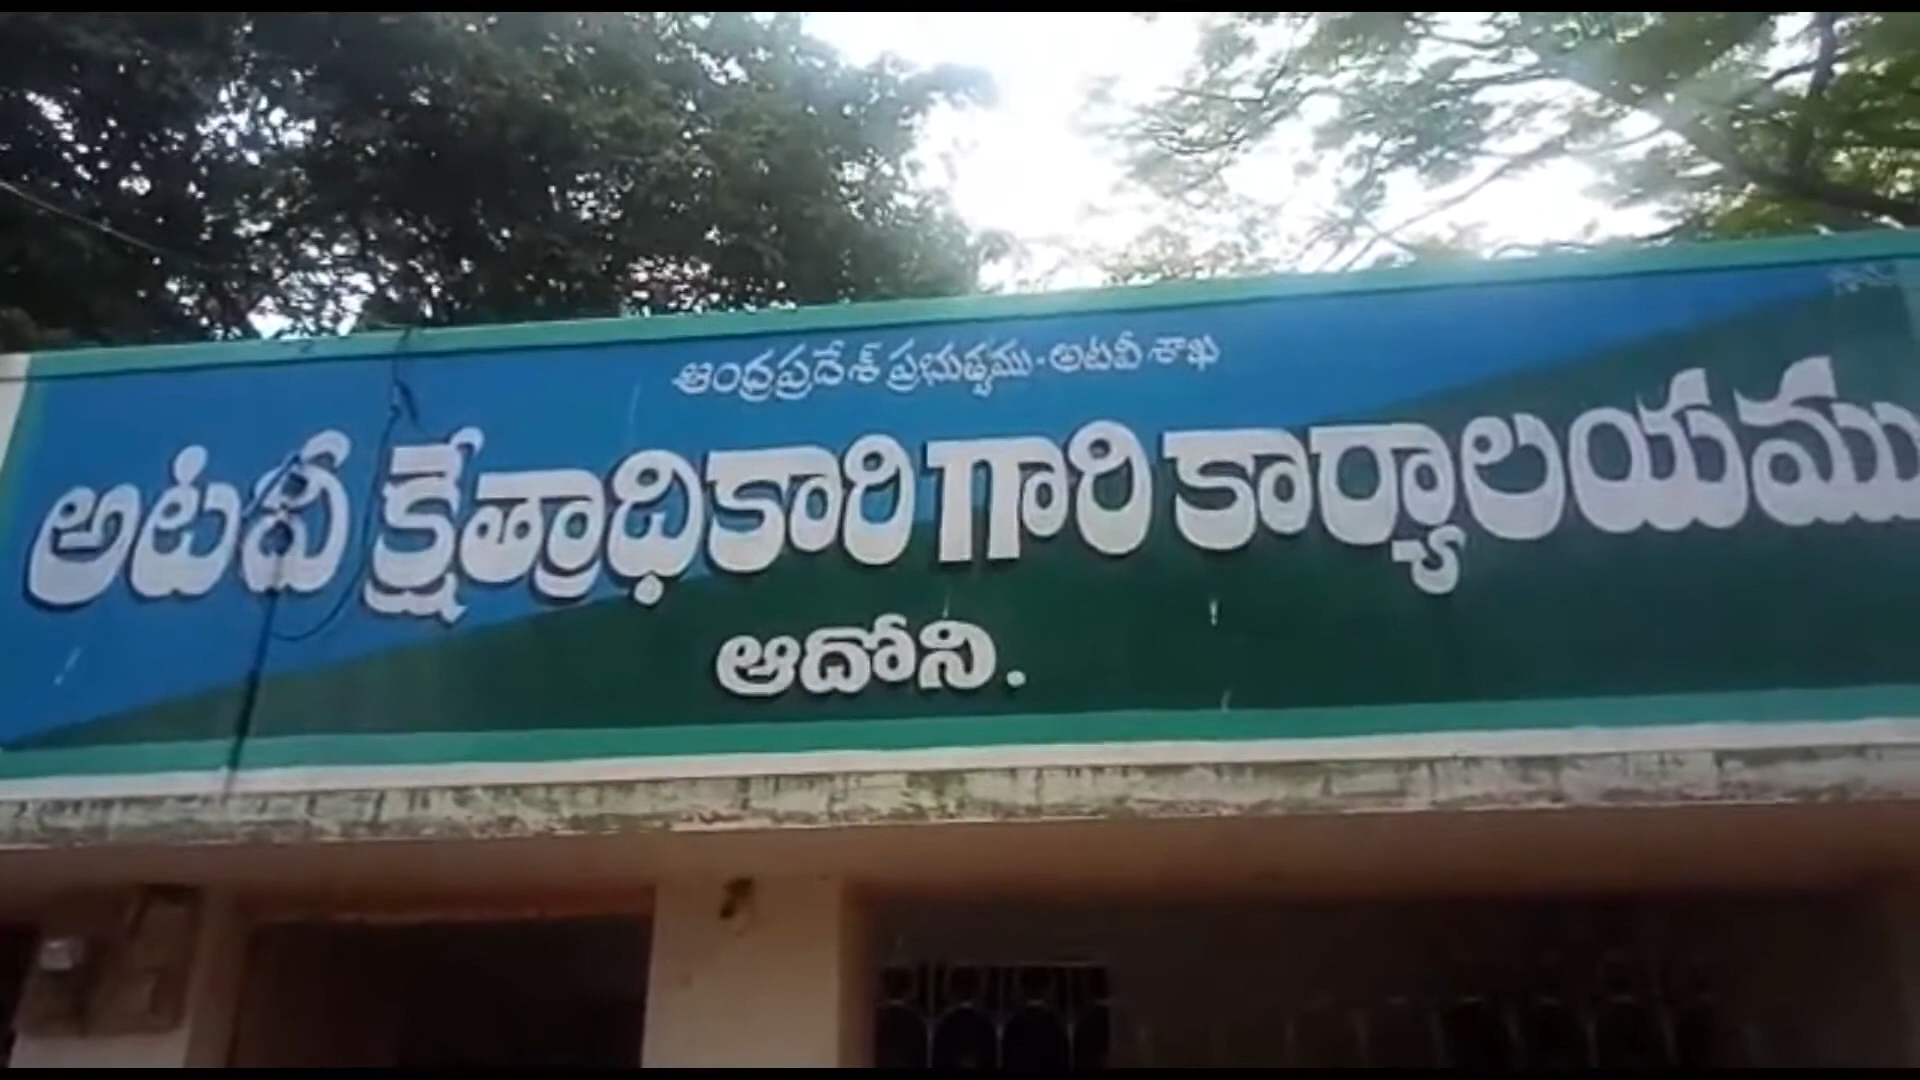 ఆంధ్రప్రదేశ్ ప్రభుత్వము - అటవీ శాఖ
అటవీ క్షేత్రాధికారి గారి కార్యాలయము
ఆదోని.